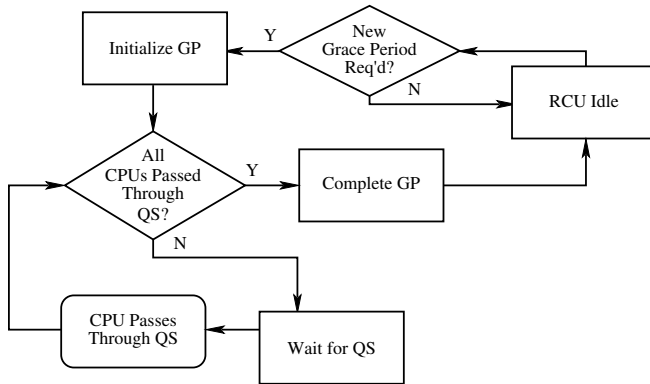 Initialize GP
Y
New
Grace Period
Req'd?
N
RCU Idle
All
CPUs Passed
Through
QS?
Y
Complete GP
N
CPU Passes
Through QS
Wait for QS